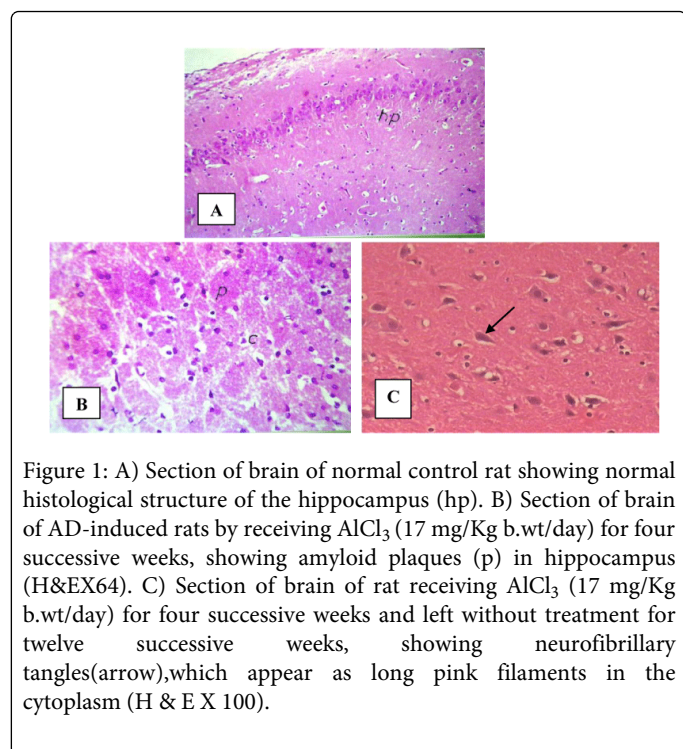 hp
A
p
c
B
C
Figure 1: A) Section of brain of normal control rat showing normal
histological structure of the hippocampus (hp). B) Section of brain
of AD-induced rats by receiving AlCl₃ (17 mg/Kg b.wt/day) for four
successive weeks, showing amyloid plaques (p) in hippocampus
(H&EX64). C) Section of brain of rat receiving AlCl₃ (17 mg/Kg
b.wt/day) for four successive weeks and left without treatment for
twelve successive weeks, showing neurofibrillary
tangles(arrow),which appear as long pink filaments in the
cytoplasm (H & E X 100).